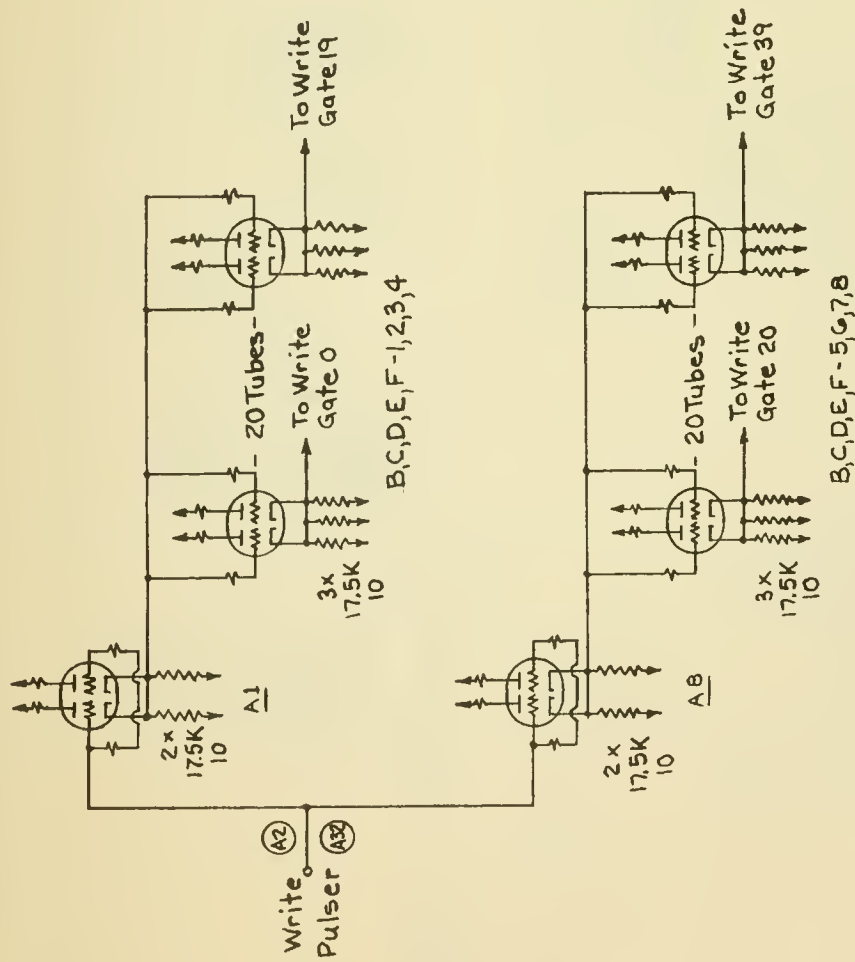 Write
Pulser
A2
A32
2x
17.5K
10
A1
3x
17.5K
10
- 20 Tubes -
To Write
Gate 0
To Write
Gate 19
B,C,D,E,F-1,2,3,4
2x
17.5K
10
A8
3x
17.5K
10
- 20 Tubes -
To Write
Gate 20
To Write
Gate 39
B,C,D,E,F-5,6,7,8